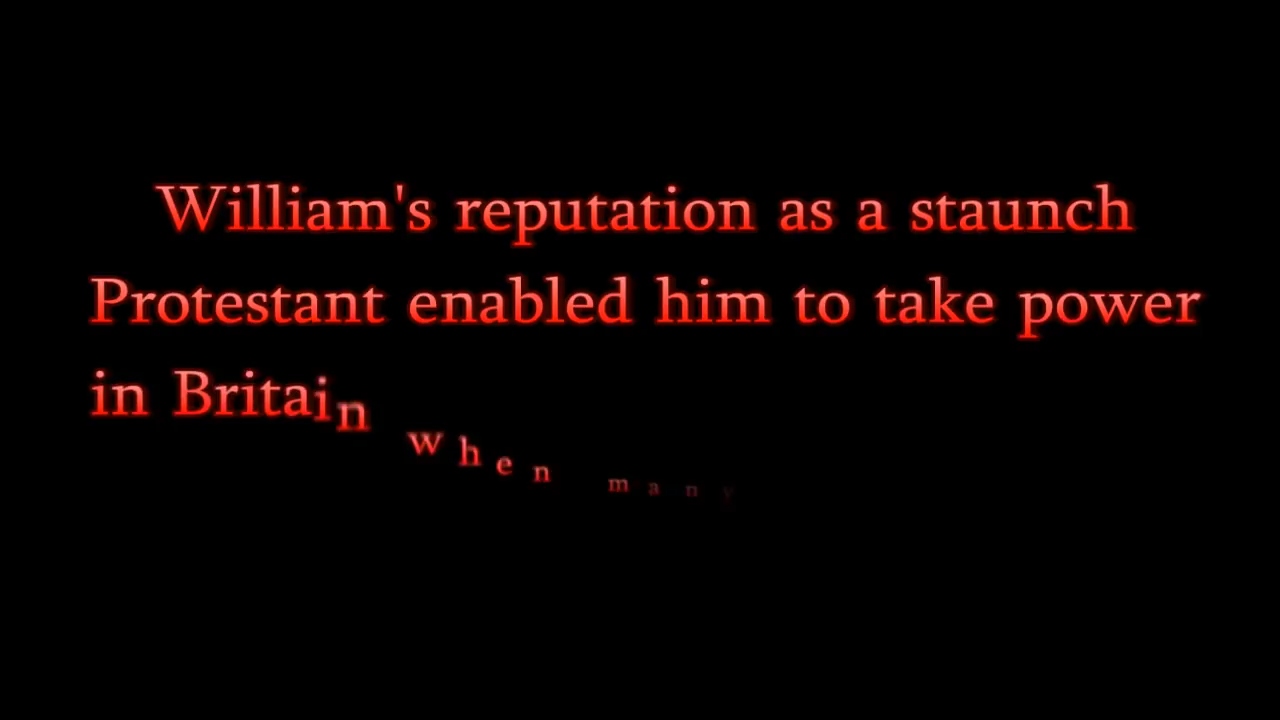 William's reputation as a staunch
Protestant enabled him to take power
in Britain when many